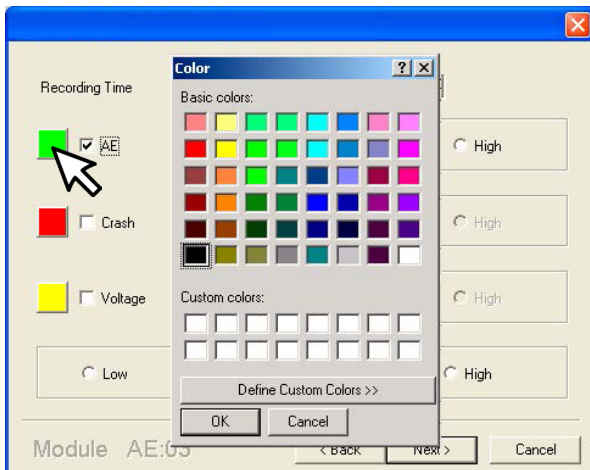 Color
Recording Time
Basic colors:
AE
High
Crash
High
Voltage
High
Custom colors:
Low
High
Define Custom Colors >>
OK
Cancel
Module AE:03
< Back
Next >
Cancel